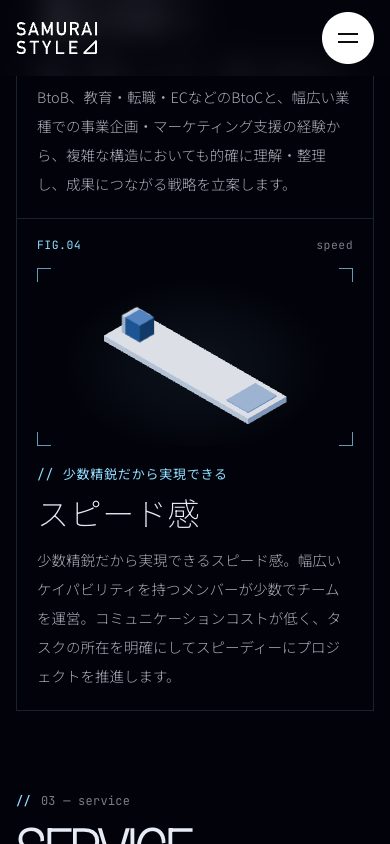 SAMURAI
STYLE
BtoB、教育・転職・ECなどのBtoCと、幅広い業
種での事業企画・マーケティング支援の経験か
ら、複雑な構造においても的確に理解・整理
し、成果につながる戦略を立案します。
FIG.04
speed
// 少数精鋭だから実現できる
スピード感
少数精鋭だから実現できるスピード感。幅広い
ケイパビリティを持つメンバーが少数でチーム
を運営。コミュニケーションコストが低く、タ
スクの所在を明確にしてスピーディーにプロジ
ェクトを推進します。
// 03 — service
SERVICE